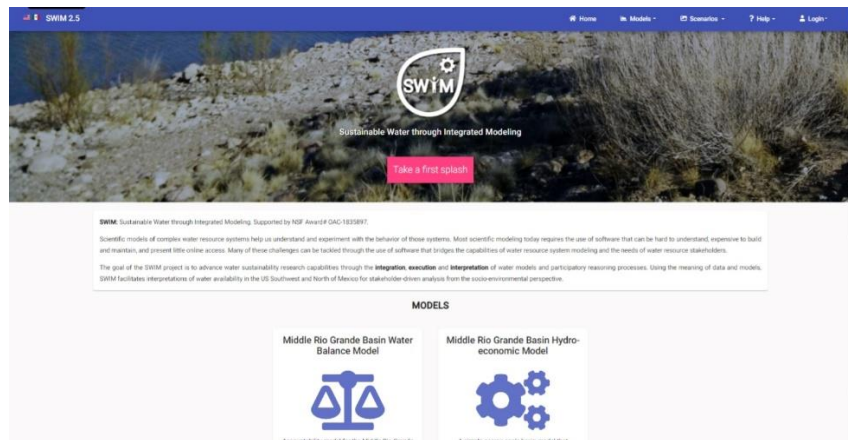 SWIM 2.5
Home
Models
Scenarios
? Help
Login
SWiM
Sustainable Water through Integrated Modeling
Take a first splash
SWIM: Sustainable Water through Integrated Modeling. Supported by NSF Award# OAC-1835897.
Scientific models of complex water resource systems help us understand and experiment with the behavior of those systems. Most scientific modeling today requires the use of software that can be hard to understand, expensive to build
and maintain, and present little online access. Many of these challenges can be tackled through the use of software that bridges the capabilities of water resource system modeling and the needs of water resource stakeholders.
The goal of the SWIM project is to advance water sustainability research capabilities through the integration, execution and interpretation of water models and participatory reasoning processes. Using the meaning of data and models,
SWIM facilitates interpretations of water availability in the US Southwest and North of Mexico for stakeholder-driven analysis from the socio-environmental perspective.
MODELS
Middle Rio Grande Basin Water
Balance Model
Middle Rio Grande Basin Hydro-
economic Model